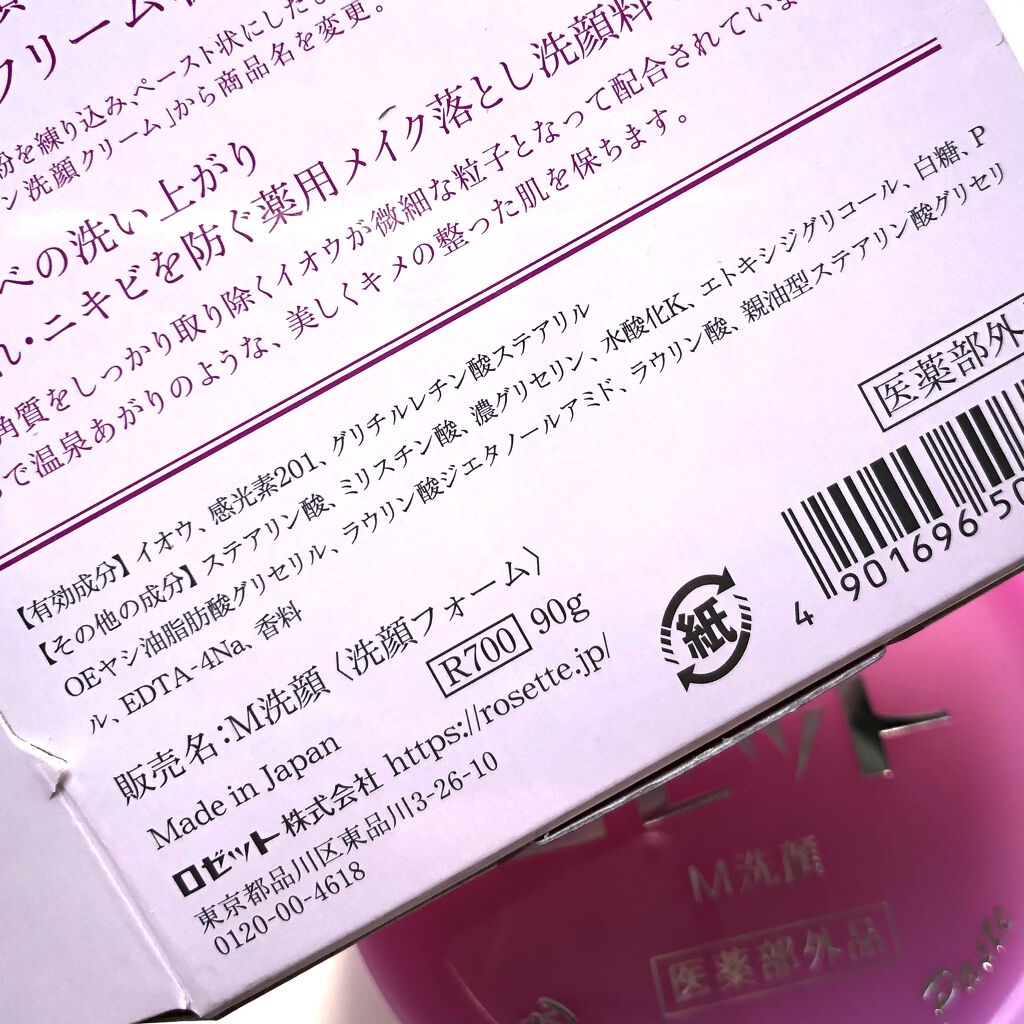 クリーム
粉を練り込み、ペースト状にした。
ン洗顔クリーム」から商品名を変更。
べの洗い上がり
れ・ニキビを防ぐ薬用メイク落とし洗顔料
角質をしっかり取り除くイオウが微細な粒子となって配合されていま
で温泉あがりのような、美しくキメの整った肌を保ちます。
【有効成分】イオウ、感光素201、グリチルレチン酸ステアリル
【その他の成分】ステアリン酸、ミリスチン酸、濃グリセリン、水酸化K、エトキシジグリコール、白糖、P
OEヤシ油脂肪酸グリセリル、ラウリン酸ジエタノールアミド、ラウリン酸、親油型ステアリン酸グリセリ
ル、EDTA-4Na、香料
販売名：M洗顔〈洗顔フォーム〉
R700 90g
Made in Japan
ロゼット株式会社 https://rosette.jp/
東京都品川区東品川3-26-10
0120-00-4618
紙
医薬部外
4 901696 50
M洗顔
医薬部外品
Paste